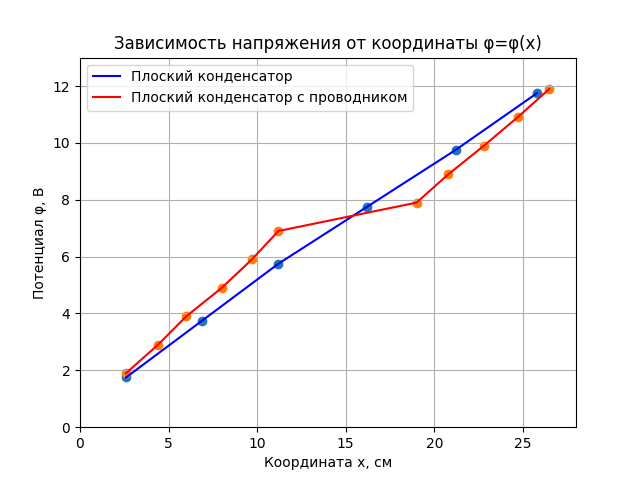 Зависимость напряжения от координаты φ=φ(x)
Плоский конденсатор
Плоский конденсатор с проводником
12
10
8
6
4
2
0
Потенциал φ, В
0 5 10 15 20 25
Координата x, см